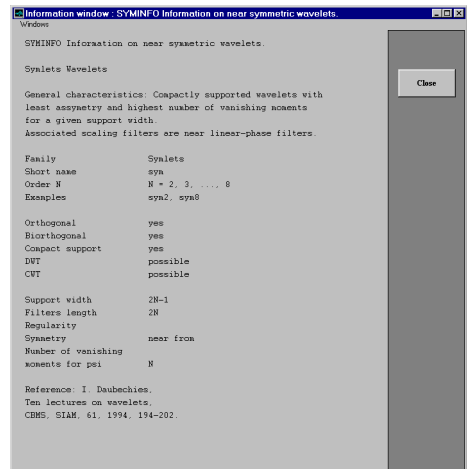 Information window : SYMINFO Information on near symmetric wavelets.
Windows
SYMINFO Information on near symmetric wavelets.
Symlets Wavelets
Close
General characteristics: Compactly supported wavelets with
least assymetry and highest number of vanishing moments
for a given support width.
Associated scaling filters are near linear-phase filters.
Family Symlets
Short name sym
Order N N = 2, 3, ..., 8
Examples sym2, sym8
Orthogonal yes
Biorthogonal yes
Compact support yes
DWT possible
CWT possible
Support width 2N-1
Filters length 2N
Regularity
Symmetry near from
Number of vanishing
moments for psi N
Reference: I. Daubechies,
Ten lectures on wavelets,
CBMS, SIAM, 61, 1994, 194-202.